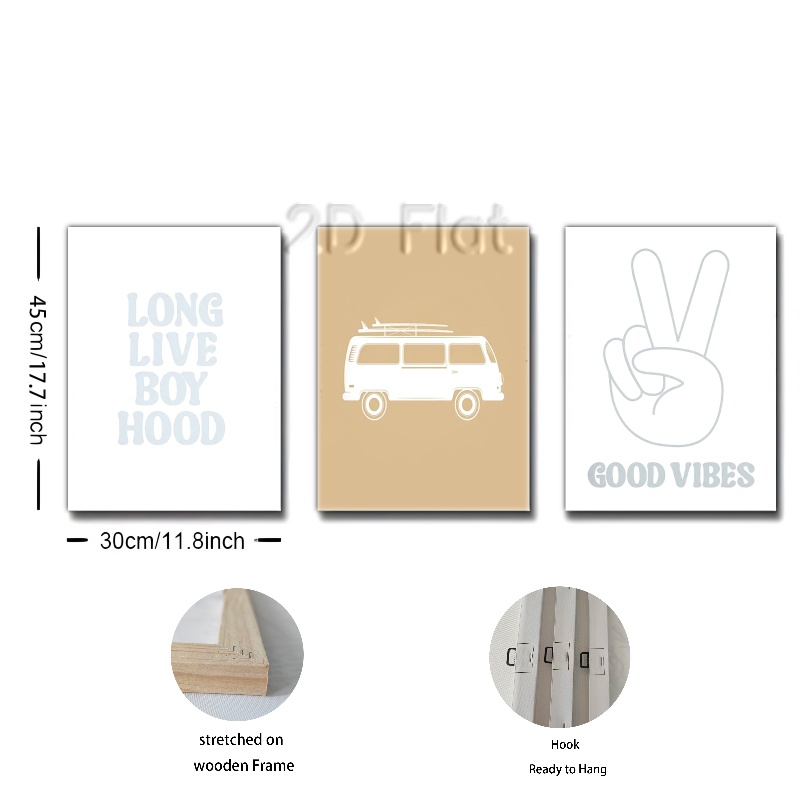 2D Flat
LONG
LIVE
BOY
HOOD
GOOD VIBES
45cm/17.7inch
30cm/11.8inch
stretched on
wooden Frame
Hook
Ready to Hang